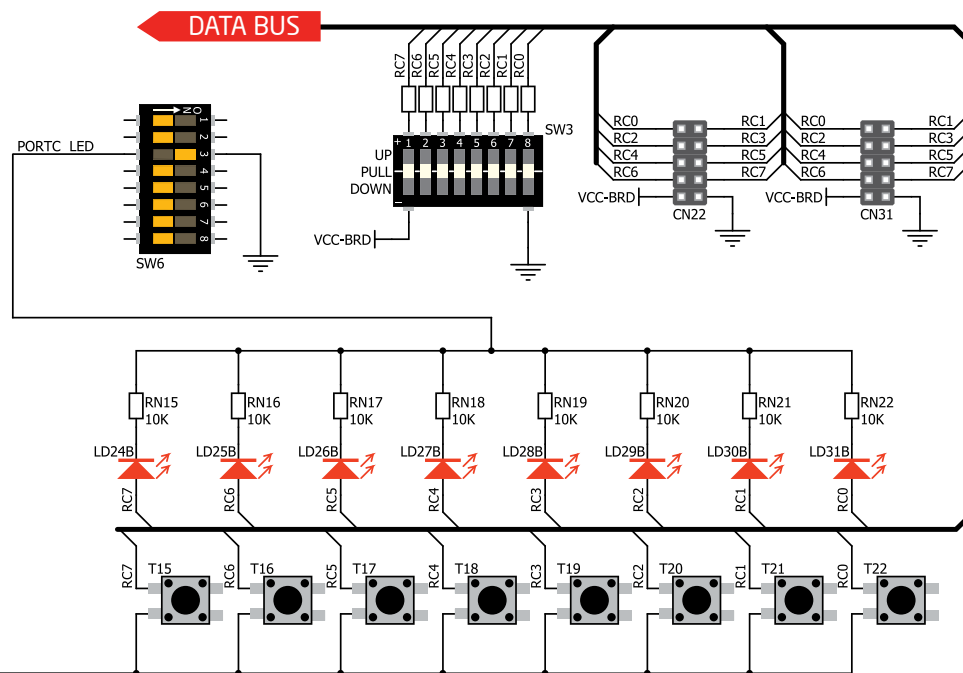 DATA BUS
RC7 RC6 RC5 RC4 RC3 RC2 RC1 RC0
ON
1
2
3
4
5
6
7
8
SW6
PORTC LED
SW3
+ 1 2 3 4 5 6 7 8
UP
PULL
DOWN
_
VCC-BRD
RC0 RC1
RC2 RC3
RC4 RC5
RC6 RC7
VCC-BRD
CN22
RC0 RC1
RC2 RC3
RC4 RC5
RC6 RC7
VCC-BRD
CN31
RN15 RN16 RN17 RN18 RN19 RN20 RN21 RN22
10K 10K 10K 10K 10K 10K 10K 10K
LD24B LD25B LD26B LD27B LD28B LD29B LD30B LD31B
RC7 RC6 RC5 RC4 RC3 RC2 RC1 RC0
RC7 RC6 RC5 RC4 RC3 RC2 RC1 RC0
T15 T16 T17 T18 T19 T20 T21 T22